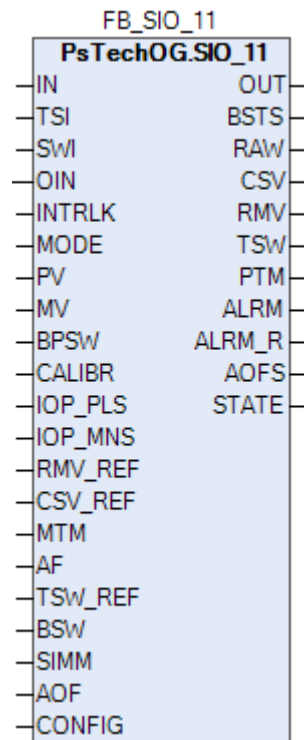 FB_SIO_11
PsTechOG.SIO_11
IN OUT
TSI BSTS
SWI RAW
OIN CSV
INTRLK RMV
MODE TSW
PV PTM
MV ALRM
BPSW ALRM_R
CALIBR AOFS
IOP_PLS STATE
IOP_MNS
RMV_REF
CSV_REF
MTM
AF
TSW_REF
BSW
SIMM
AOF
CONFIG